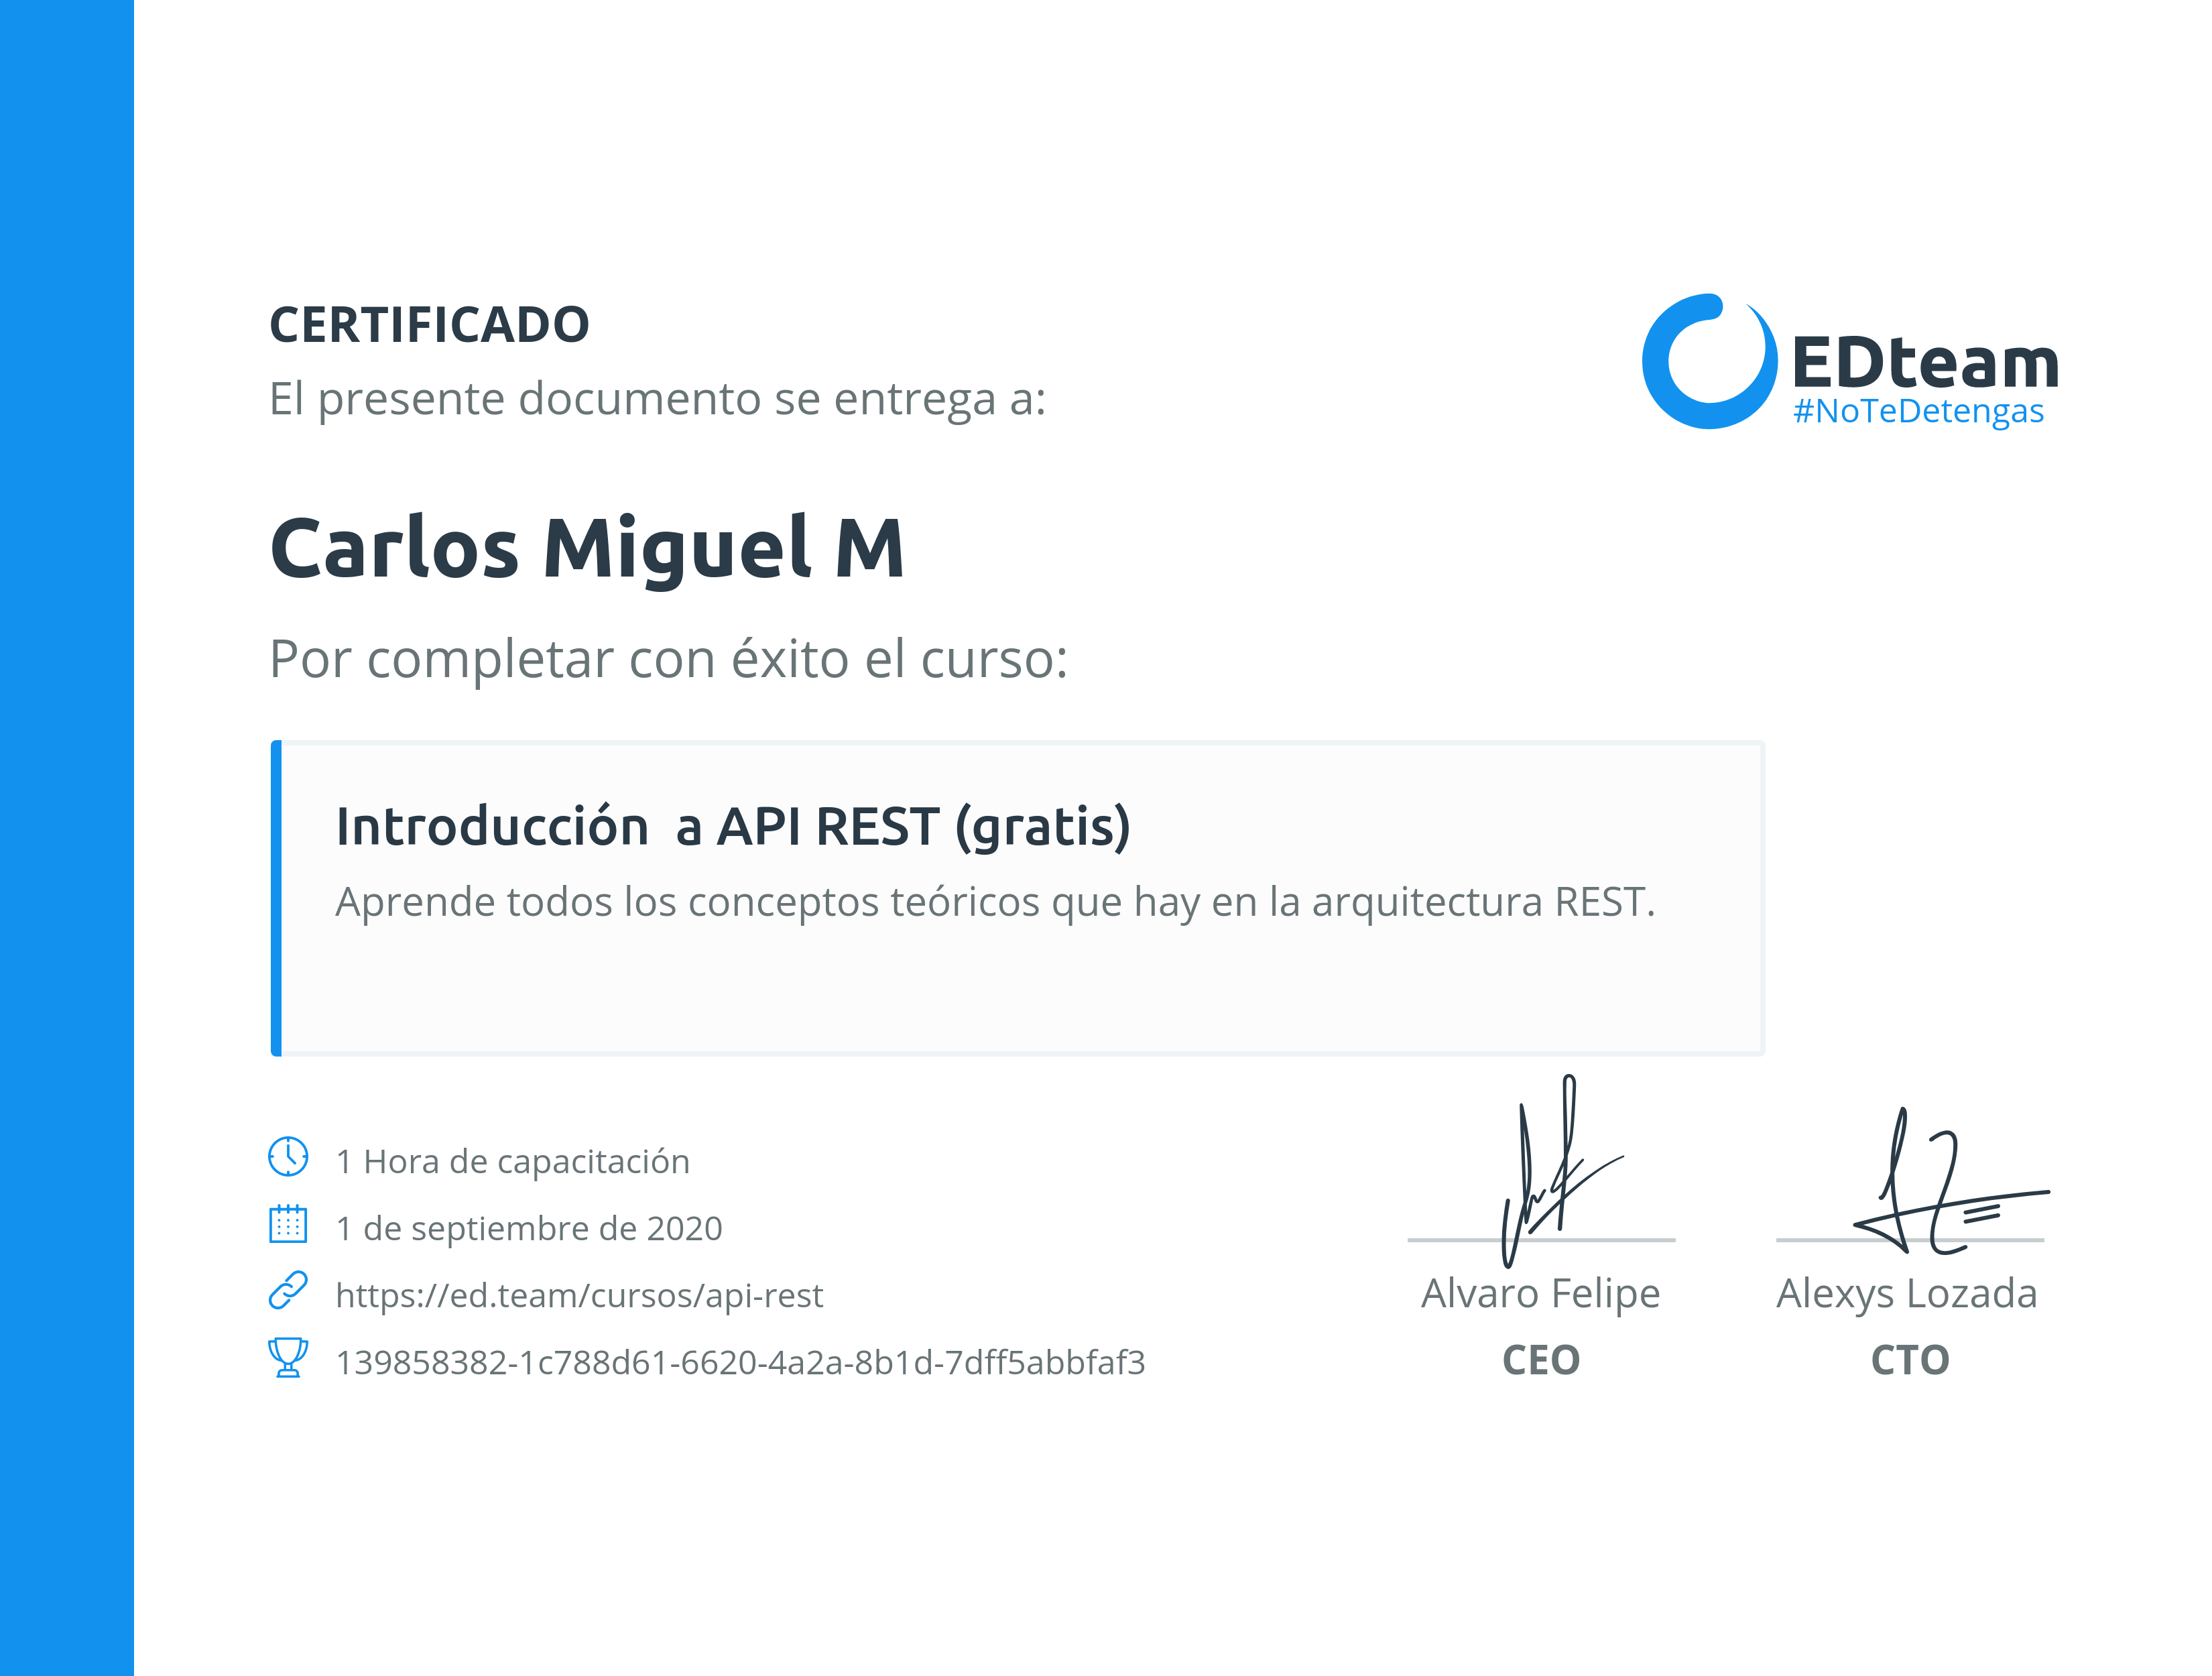 CERTIFICADO
El presente documento se entrega a:
EDteam
#NoTeDetengas
Carlos Miguel M
Por completar con éxito el curso:
Introducción  a API REST (gratis)
Aprende todos los conceptos teóricos que hay en la arquitectura REST.
1 Hora de capacitación
1 de septiembre de 2020
https://ed.team/cursos/api-rest
139858382-1c788d61-6620-4a2a-8b1d-7dff5abbfaf3
Alvaro Felipe
CEO
Alexys Lozada
CTO